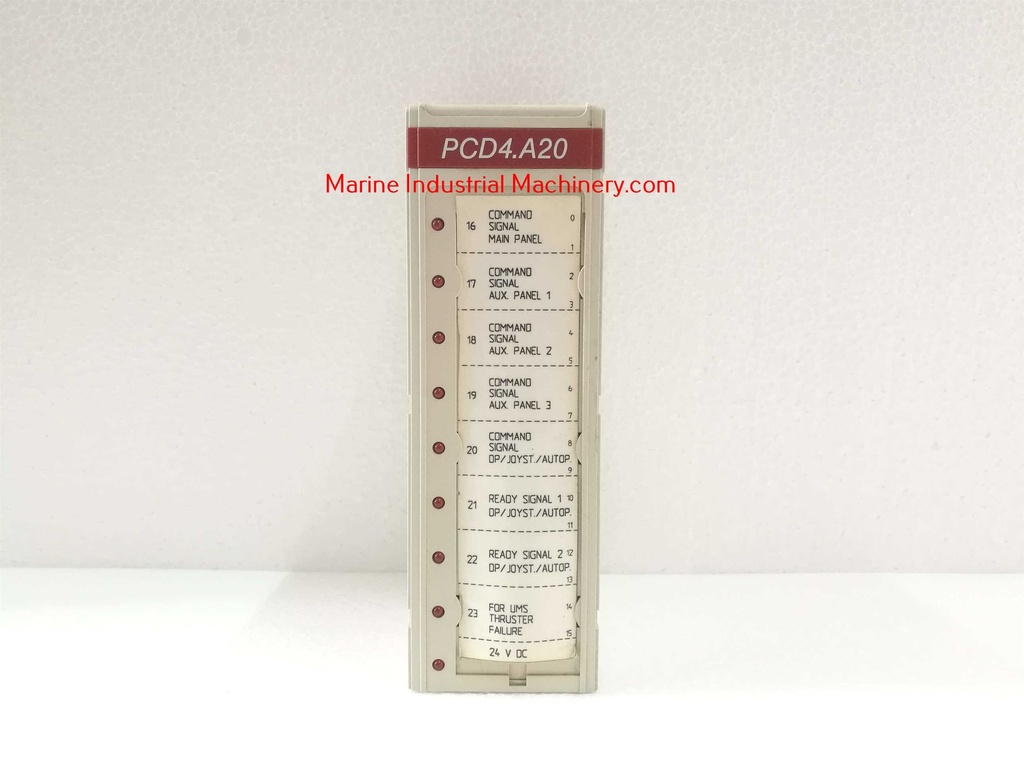 PCD4.A20
Marine Industrial Machinery.com
16 COMMAND 0
SIGNAL
MAIN PANEL 1
17 COMMAND 2
SIGNAL
AUX. PANEL 1 3
18 COMMAND 4
SIGNAL
AUX. PANEL 2 5
19 COMMAND 6
SIGNAL
AUX. PANEL 3 7
20 COMMAND 8
SIGNAL
DP/JOYST./AUTOP. 9
21 READY SIGNAL 1 10
DP/JOYST./AUTOP. 11
22 READY SIGNAL 2 12
DP/JOYST./AUTOP. 13
23 FOR UMS 14
THRUSTER
FAILURE 15
24 V DC